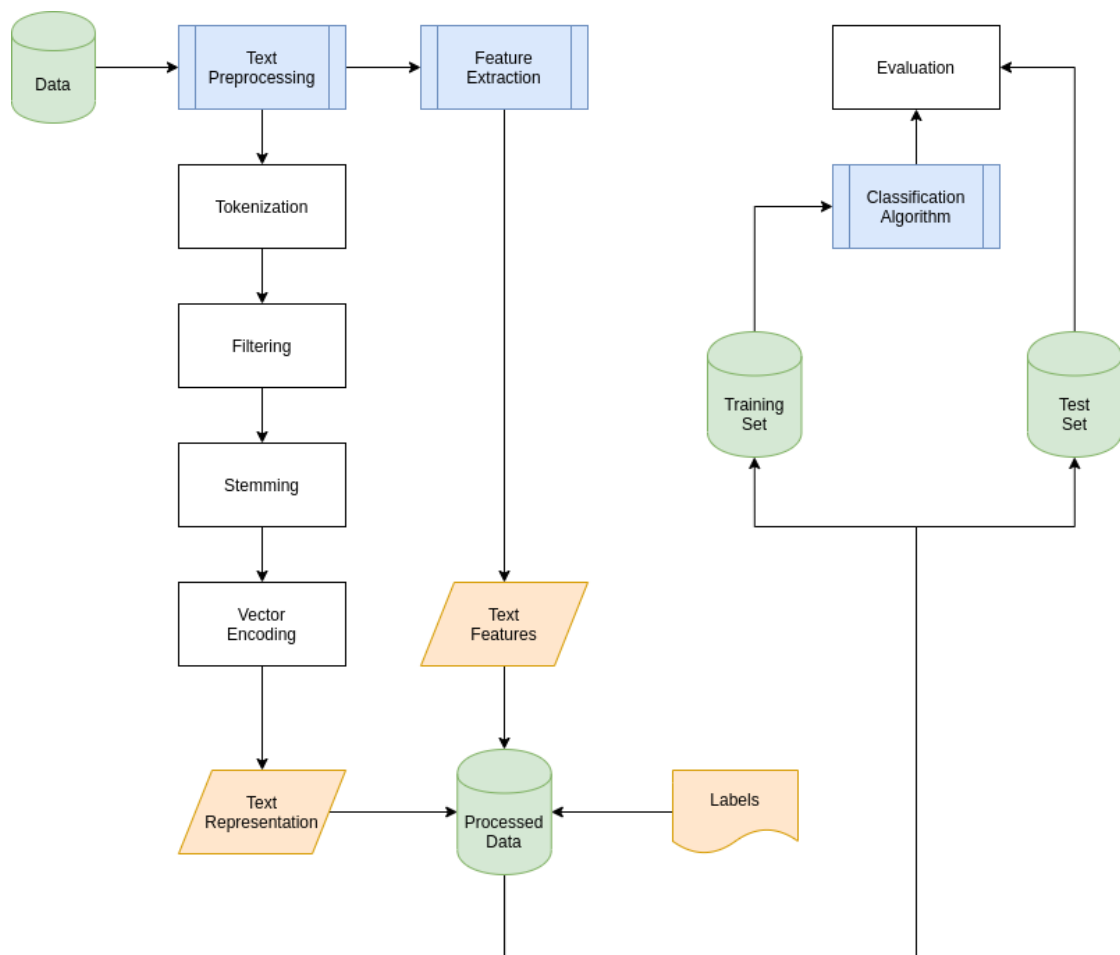 Data
Text
Preprocessing
Feature
Extraction
Evaluation
Tokenization
Classification
Algorithm
Filtering
Training
Set
Test
Set
Stemming
Vector
Encoding
Text
Features
Text
Representation
Processed
Data
Labels